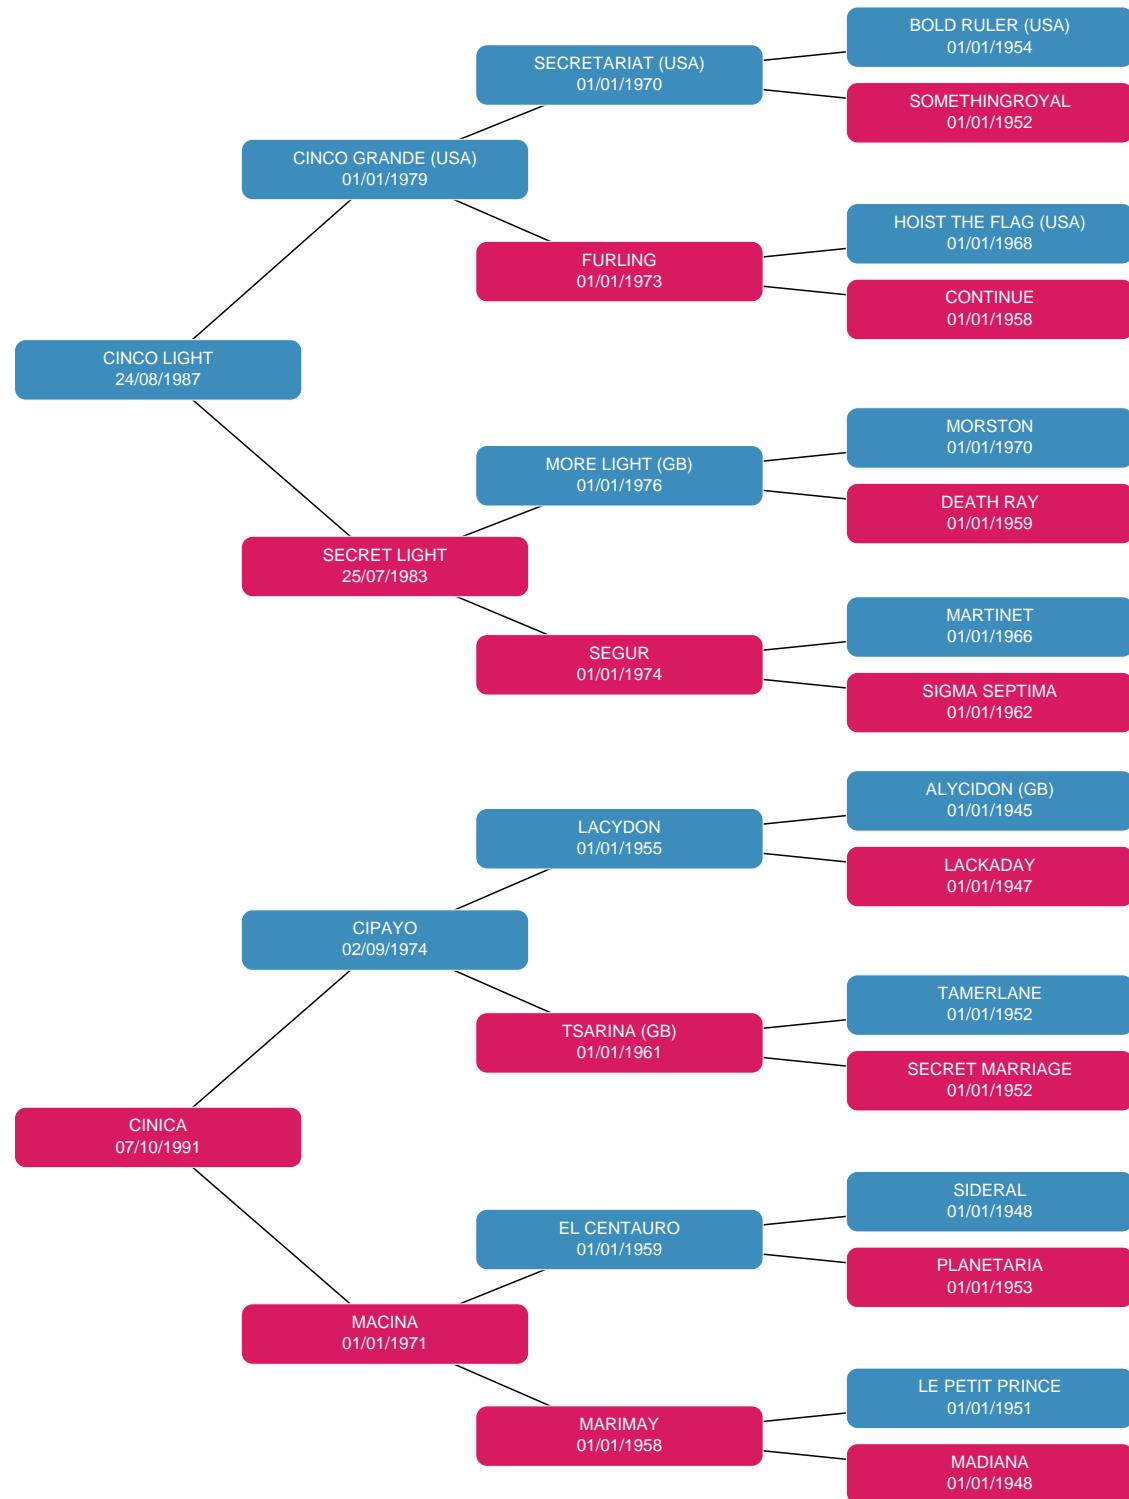 BOLD RULER (USA)
01/01/1954
SECRETARIAT (USA)
01/01/1970
SOMETHINGROYAL
01/01/1952
CINCO GRANDE (USA)
01/01/1979
HOIST THE FLAG (USA)
01/01/1968
FURLING
01/01/1973
CONTINUE
01/01/1958
CINCO LIGHT
24/08/1987
MORSTON
01/01/1970
MORE LIGHT (GB)
01/01/1976
DEATH RAY
01/01/1959
SECRET LIGHT
25/07/1983
MARTINET
01/01/1966
SEGUR
01/01/1974
SIGMA SEPTIMA
01/01/1962
ALYCIDON (GB)
01/01/1945
LACYDON
01/01/1955
LACKADAY
01/01/1947
CIPAYO
02/09/1974
TAMERLANE
01/01/1952
TSARINA (GB)
01/01/1961
SECRET MARRIAGE
01/01/1952
CINICA
07/10/1991
SIDERAL
01/01/1948
EL CENTAURO
01/01/1959
PLANETARIA
01/01/1953
MACINA
01/01/1971
LE PETIT PRINCE
01/01/1951
MARIMAY
01/01/1958
MADIANA
01/01/1948